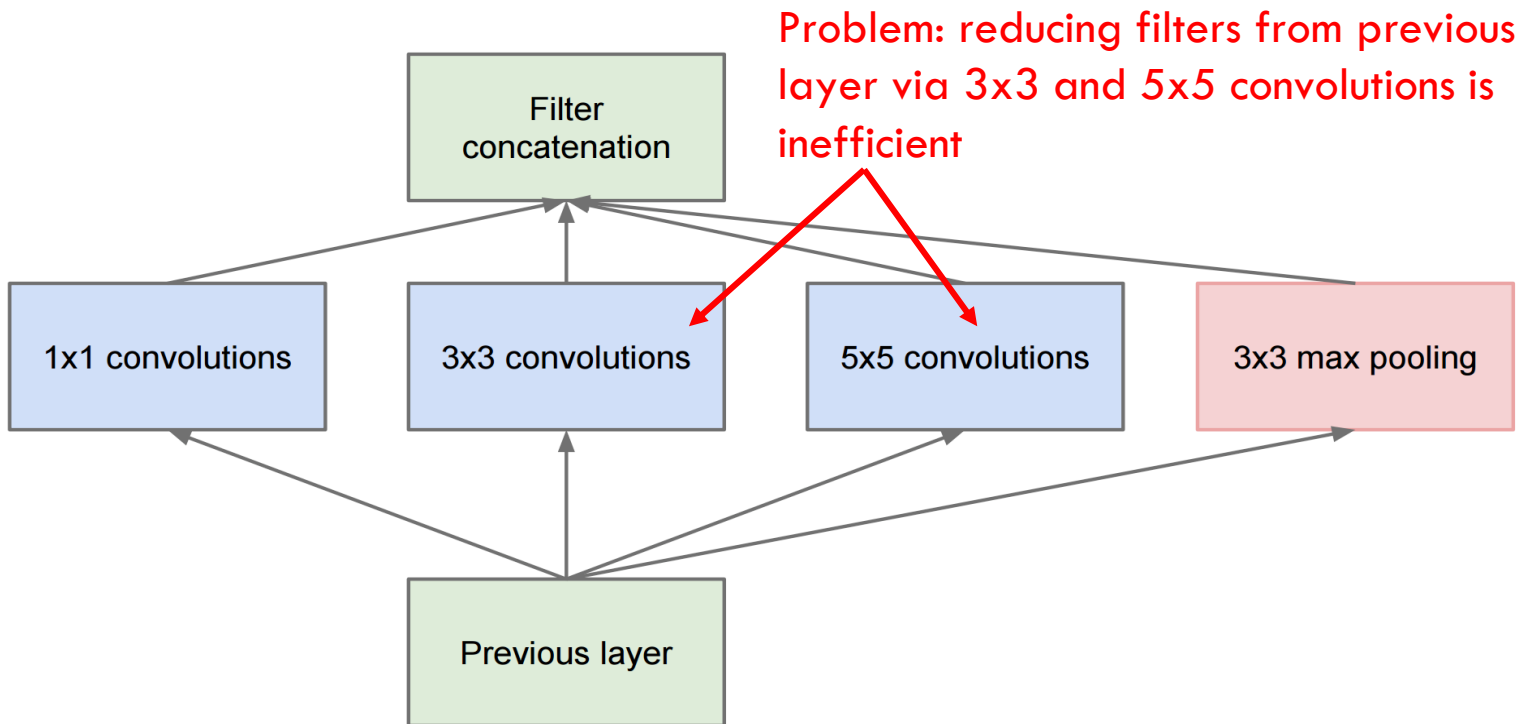 Problem: reducing filters from previous
layer via 3x3 and 5x5 convolutions is
inefficient
Filter
concatenation
1x1 convolutions
3x3 convolutions
5x5 convolutions
3x3 max pooling
Previous layer